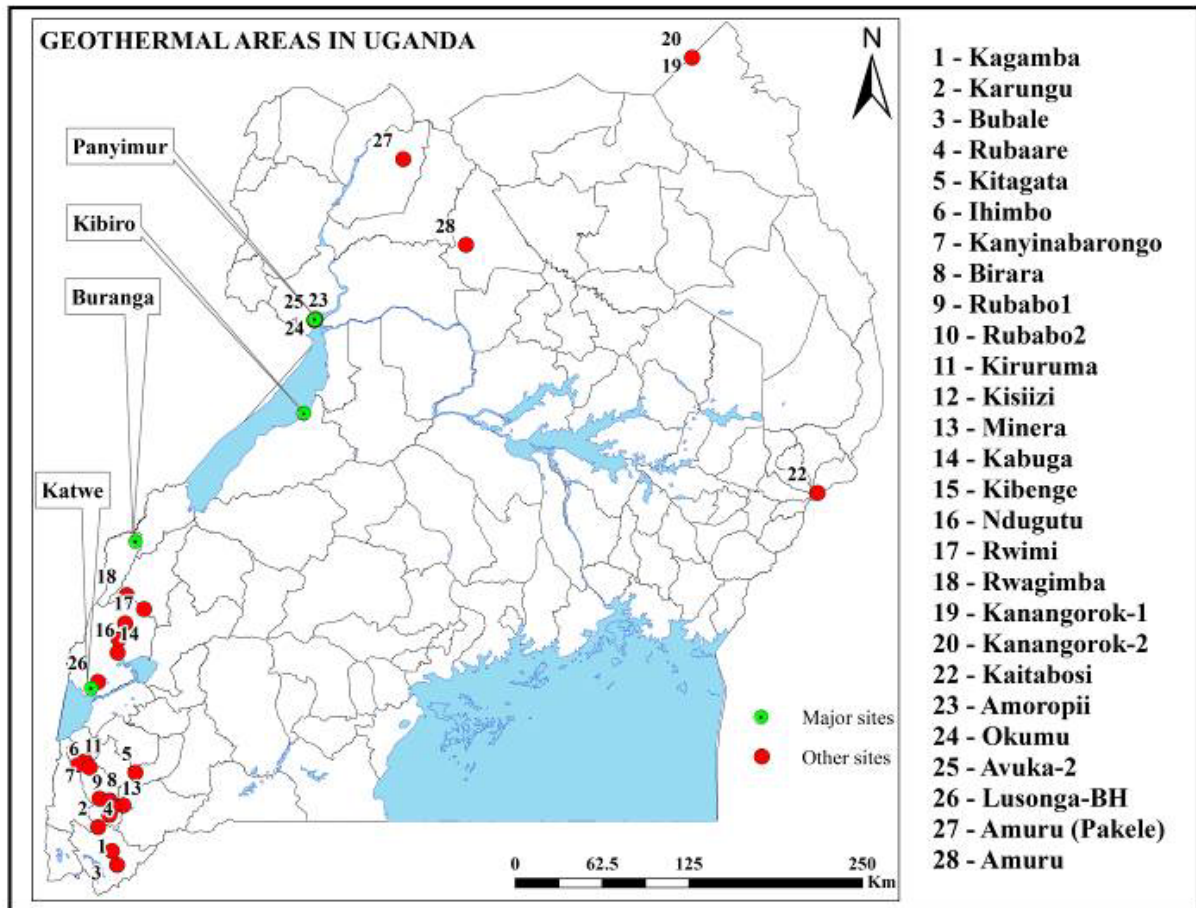 GEOTHERMAL AREAS IN UGANDA
N
20
19
Panyimur
27
Kibiro
28
Buranga
25 23
24
Katwe
22
18
17
16
14
26
6 11
7
5
9 8
13
2 4
1
3
Major sites
Other sites
0 62.5 125 250
Km
1 - Kagamba
2 - Karungu
3 - Bubale
4 - Rubaare
5 - Kitagata
6 - Ihimbo
7 - Kanyinabarongo
8 - Birara
9 - Rubabo1
10 - Rubabo2
11 - Kiruruma
12 - Kisiizi
13 - Minera
14 - Kabuga
15 - Kibenge
16 - Ndugutu
17 - Rwimi
18 - Rwagimba
19 - Kanangorok-1
20 - Kanangorok-2
22 - Kaitabosi
23 - Amoropii
24 - Okumu
25 - Avuka-2
26 - Lusonga-BH
27 - Amuru (Pakele)
28 - Amuru